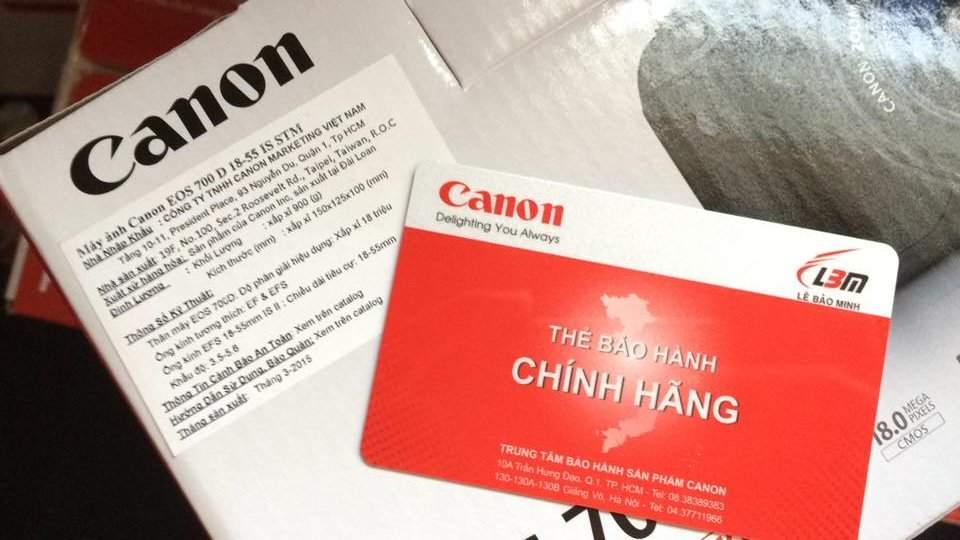 Canon
Máy ảnh Canon EOS 700 D 18-55 IS STM
Nhà Nhập Khẩu : CÔNG TY TNHH CANON MARKETING VIỆT NAM
Tầng 10-11, President Place, 93 Nguyễn Du, Quận 1, Tp HCM
Nhà sản xuất: 19F, No.100, Sec.2 Roosevelt Rd., Taipei, Taiwan, R.O.C
Xuất sứ hàng hóa: Sản phẩm của Canon Inc, sản xuất tại Đài Loan
Định Lượng : Khối Lượng : xấp xỉ 900 (g)
Kích thước (mm) : xấp xỉ 150x125x100 (mm)
Thông Số Kỹ Thuật:
Thân máy EOS 700D: Độ phân giải hiệu dụng: Xấp xỉ 18 triệu
Ống kính tương thích: EF & EFS
Ống kính EFS 18-55mm IS II : Chiều dài tiêu cự: 18-55mm
Khẩu độ: 3.5-5.6
Thông Tin Cảnh Báo An Toàn: Xem trên catalog
Hướng Dẫn Sử Dụng, Bảo Quản: Xem trên catalog
Tháng sản xuất: Tháng 3-2015
CANON ZOOM
Canon
Delighting You Always
LBM
LÊ BẢO MINH
THẺ BẢO HÀNH
CHÍNH HÃNG
TRUNG TÂM BẢO HÀNH SẢN PHẨM CANON
10A Trần Hưng Đạo, Q.1, TP. HCM - Tel: 08.38389383
130-130A-130B Giảng Võ, Hà Nội - Tel: 04.37711966
18.0 MEGA PIXELS
CMOS
70